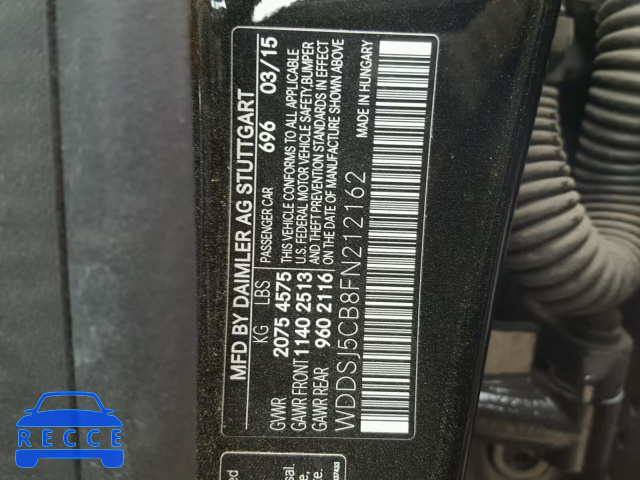 MFD BY DAIMLER AG STUTTGART
KG LBS PASSENGER CAR 696 03/15
GVWR 2075 4575 THIS VEHICLE CONFORMS TO ALL APPLICABLE
GAWR FRONT 1140 2513 U.S. FEDERAL MOTOR VEHICLE SAFETY,BUMPER
GAWR REAR 960 2116 AND THEFT PREVENTION STANDARDS IN EFFECT
ON THE DATE OF MANUFACTURE SHOWN ABOVE
WDDSJ5CB8FN212162 MADE IN HUNGARY
RECCE